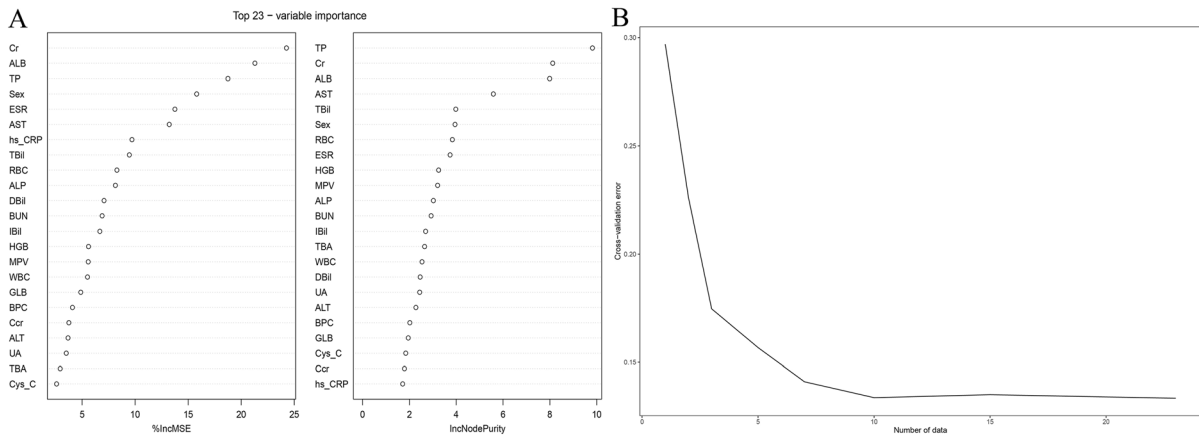 A
Top 23 − variable importance
Cr
ALB
TP
Sex
ESR
AST
hs_CRP
TBil
RBC
ALP
DBil
BUN
IBil
HGB
MPV
WBC
GLB
BPC
Ccr
ALT
UA
TBA
Cys_C
5 10 15 20 25
%IncMSE
TP
Cr
ALB
AST
TBil
Sex
RBC
ESR
HGB
MPV
ALP
BUN
IBil
TBA
WBC
DBil
UA
ALT
BPC
GLB
Cys_C
Ccr
hs_CRP
0 2 4 6 8 10
IncNodePurity
B
0.30
0.25
0.20
0.15
Cross−validation error
0 5 10 15 20
Number of data